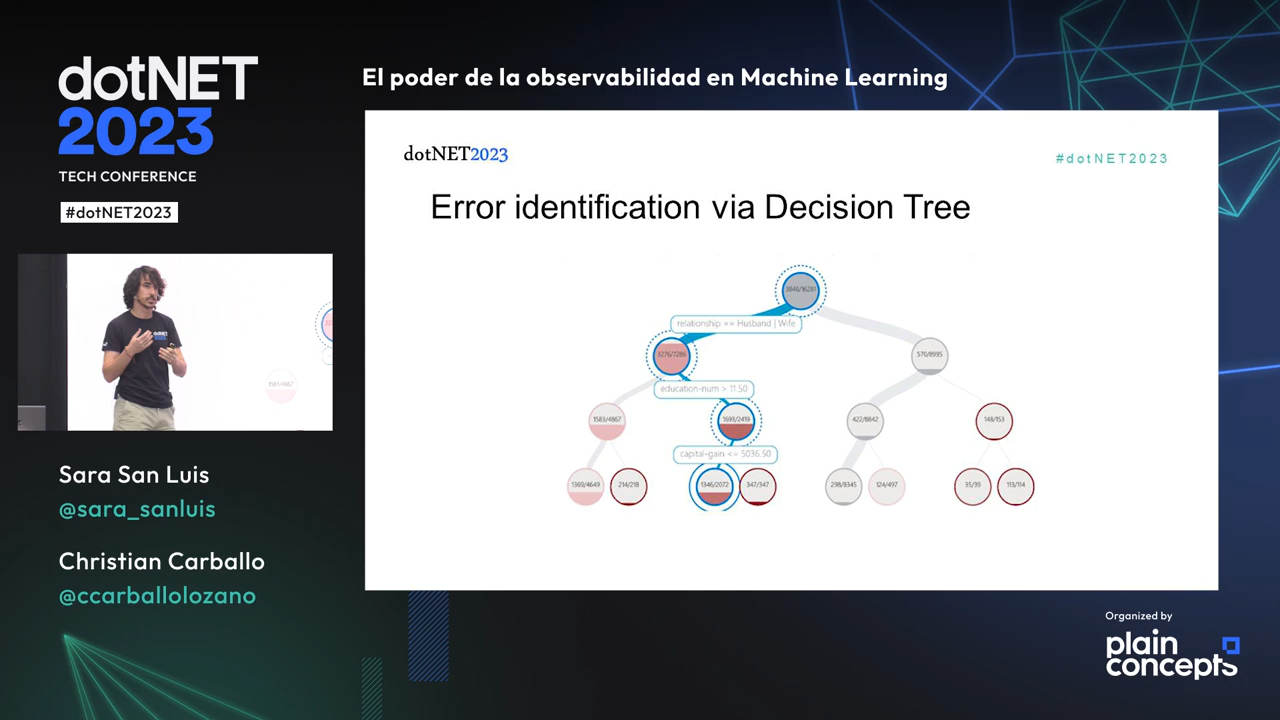 dotNET
2023
TECH CONFERENCE
#dotNET2023
El poder de la observabilidad en Machine Learning
dotNET2023
#dotNET2023
Error identification via Decision Tree
3846/16281
relationship == Husband | Wife
3276/7286
570/8995
education-num > 11.50
1583/4867
1693/2419
422/8842
148/153
capital-gain <= 5036.50
1369/4649
214/218
1346/2072
347/347
298/8345
124/497
35/39
113/114
1583/4867
Sara San Luis
@sara_sanluis
Christian Carballo
@ccarballolozano
Organized by
plain
concepts